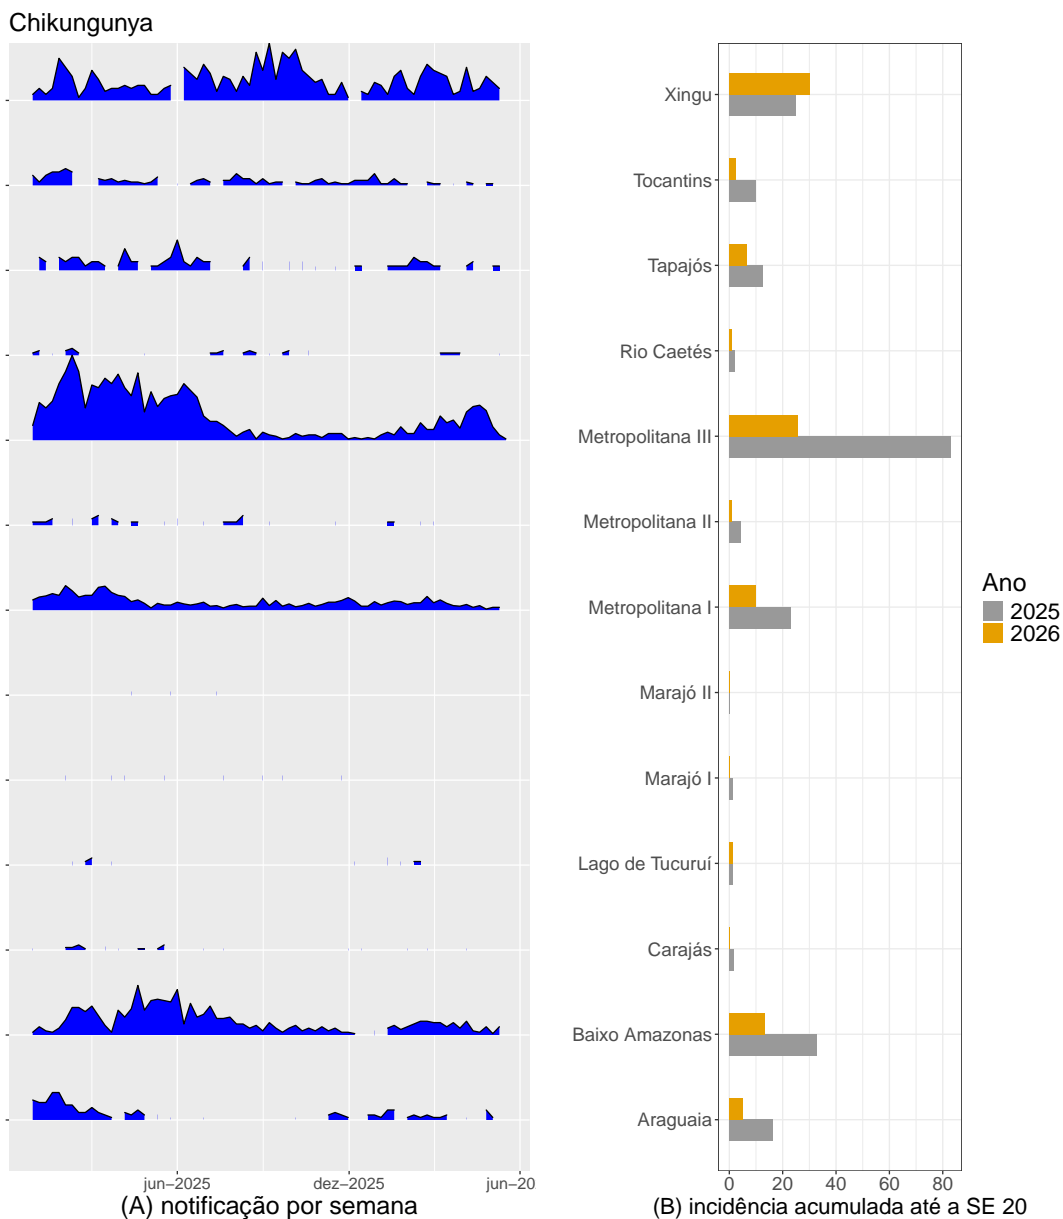 Chikungunya
Xingu
Tocantins
Tapajós
Rio Caetés
Metropolitana III
Metropolitana II
Metropolitana I
Marajó II
Marajó I
Lago de Tucuruí
Carajás
Baixo Amazonas
Araguaia
Ano
2025
2026
jun–2025
dez–2025
jun–20
0
20
40
60
80
(A) notificação por semana
(B) incidência acumulada até a SE 20